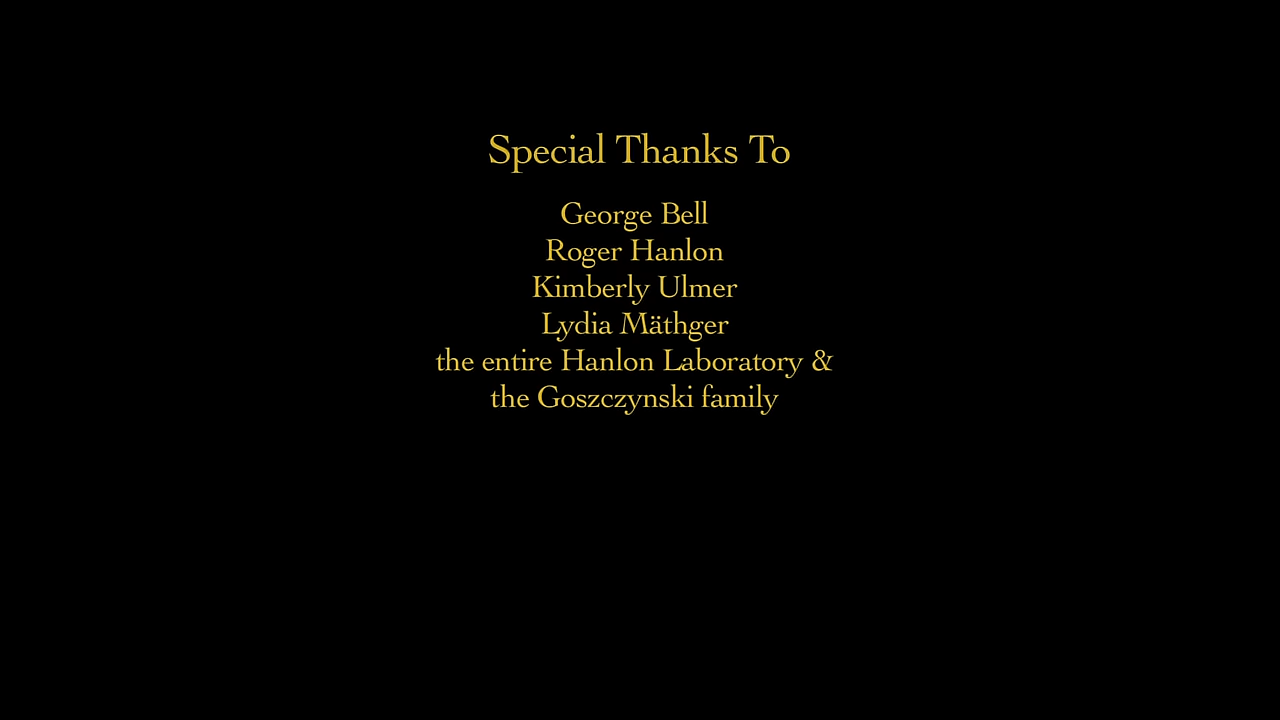 Special Thanks To
George Bell
Roger Hanlon
Kimberly Ulmer
Lydia Mäthger
the entire Hanlon Laboratory &
the Goszczynski family